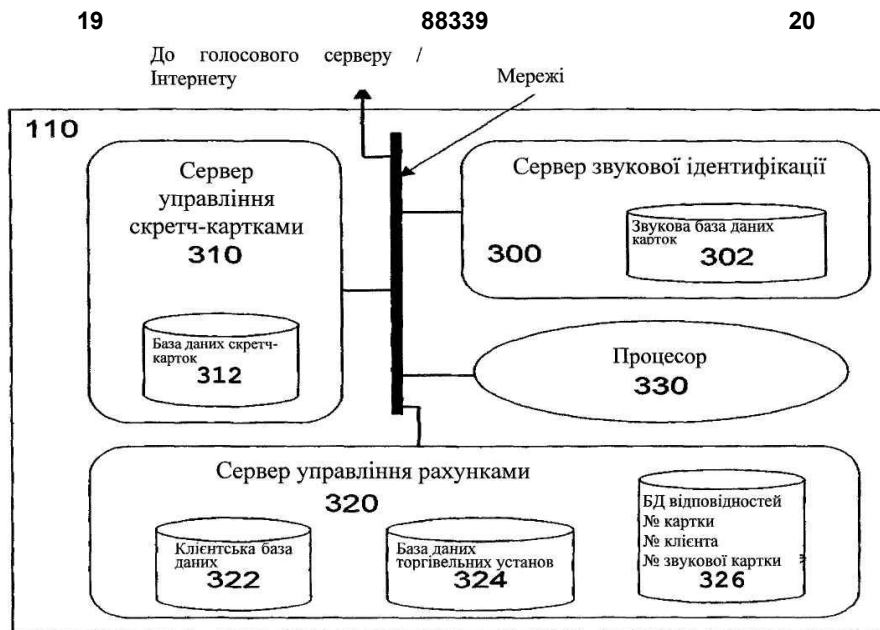 19 88339 20
До голосового серверу /
Інтернету
Мережі
110
Сервер
управління
скретч-картками
310
База даних скретч-
карток
312
Сервер звукової ідентифікації
300
Звукова база даних
карток
302
Процесор
330
Сервер управління рахунками
320
Клієнтська база
даних
322
База даних
торгівельних установ
324
БД відповідностей
№ картки
№ клієнта
№ звукової картки
326